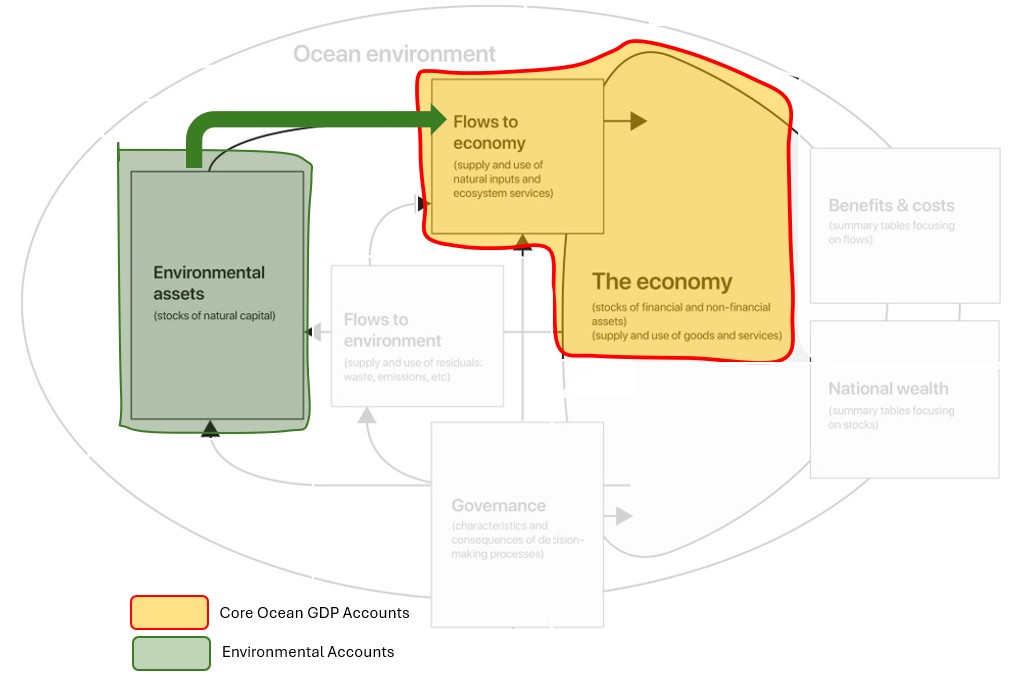 Ocean environment
Flows to
economy
(supply and use of
natural inputs and
ecosystem services)
Benefits & costs
(summary tables focusing
on flows)
Environmental
assets
(stocks of natural capital)
The economy
(stocks of financial and non-financial
assets)
(supply and use of goods and services)
Flows to
environment
(supply and use of residuals:
waste, emissions, etc)
National wealth
(summary tables focusing
on stocks)
Governance
(characteristics and
consequences of decision-
making processes)
Core Ocean GDP Accounts
Environmental Accounts